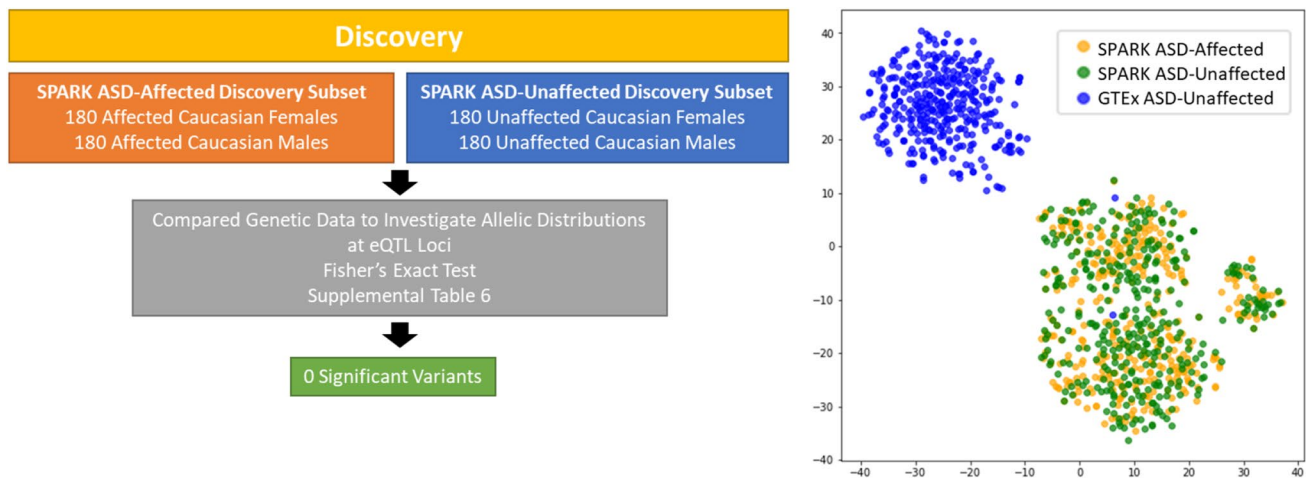 Discovery
SPARK ASD-Affected Discovery Subset
180 Affected Caucasian Females
180 Affected Caucasian Males
SPARK ASD-Unaffected Discovery Subset
180 Unaffected Caucasian Females
180 Unaffected Caucasian Males
Compared Genetic Data to Investigate Allelic Distributions
at eQTL Loci
Fisher's Exact Test
Supplemental Table 6
0 Significant Variants
SPARK ASD-Affected
SPARK ASD-Unaffected
GTEx ASD-Unaffected
40
30
20
10
0
−10
−20
−30
−40
−40
−30
−20
−10
0
10
20
30
40